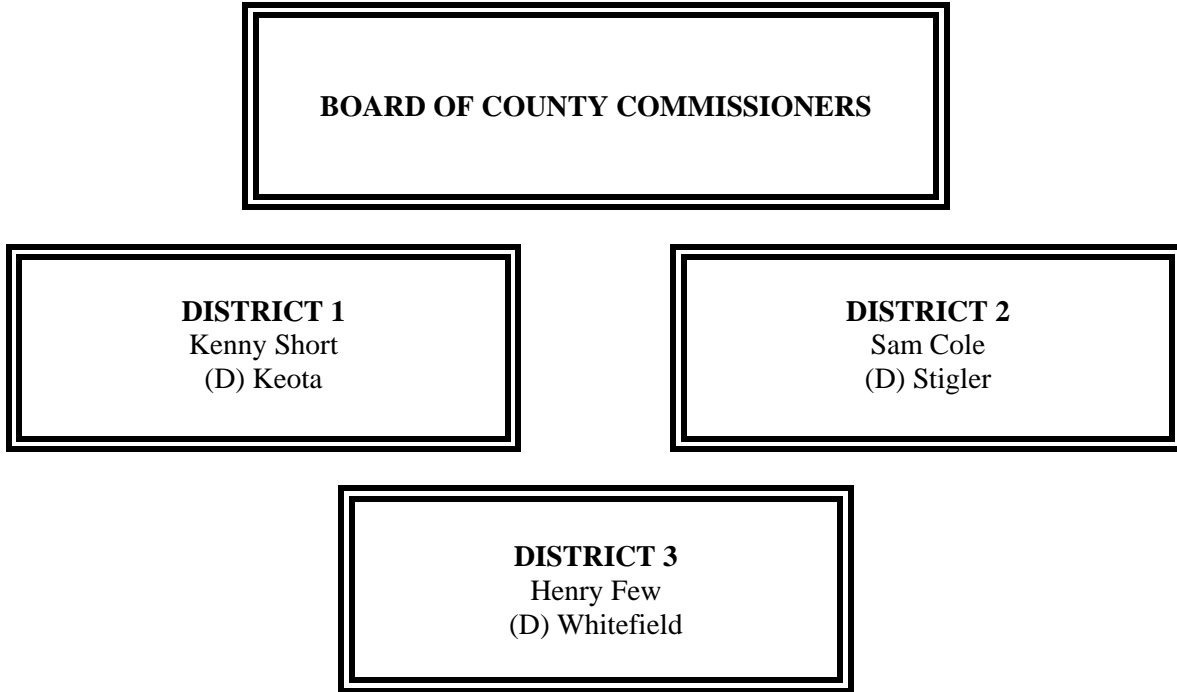 BOARD OF COUNTY COMMISSIONERS
DISTRICT 1
Kenny Short
(D) Keota
DISTRICT 2
Sam Cole
(D) Stigler
DISTRICT 3
Henry Few
(D) Whitefield